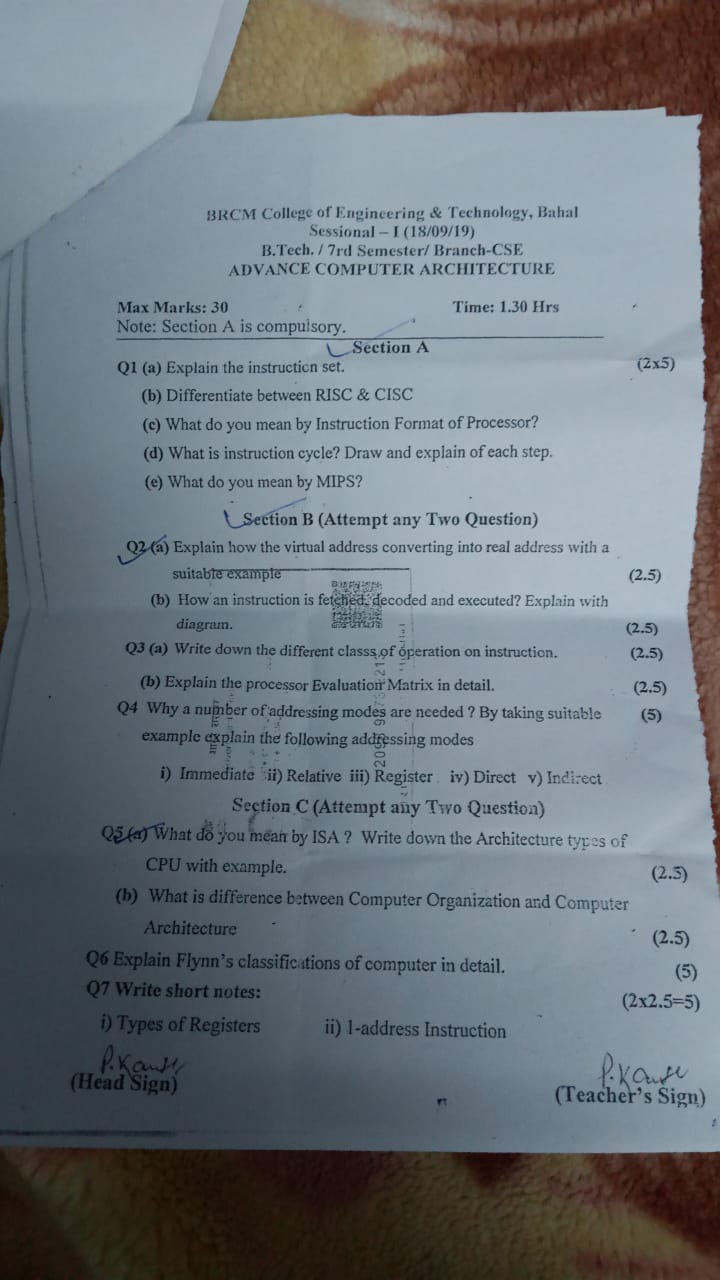 BRCM College of Engineering & Technology, Bahal
Sessional – I (18/09/19)
B.Tech. / 7rd Semester/ Branch-CSE
ADVANCE COMPUTER ARCHITECTURE
Max Marks: 30 Time: 1.30 Hrs
Note: Section A is compulsory.
Section A
Q1 (a) Explain the instruction set. (2x5)
(b) Differentiate between RISC & CISC
(c) What do you mean by Instruction Format of Processor?
(d) What is instruction cycle? Draw and explain of each step.
(e) What do you mean by MIPS?
Section B (Attempt any Two Question)
Q2 (a) Explain how the virtual address converting into real address with a
suitable example (2.5)
(b) How an instruction is fetched, decoded and executed? Explain with
diagram. (2.5)
Q3 (a) Write down the different classs of operation on instruction. (2.5)
(b) Explain the processor Evaluation Matrix in detail. (2.5)
Q4 Why a number of addressing modes are needed ? By taking suitable (5)
example explain the following addressing modes
i) Immediate ii) Relative iii) Register iv) Direct v) Indirect
Section C (Attempt any Two Question)
Q5 (a) What do you mean by ISA ? Write down the Architecture types of
CPU with example. (2.5)
(b) What is difference between Computer Organization and Computer
Architecture (2.5)
Q6 Explain Flynn's classifications of computer in detail. (5)
Q7 Write short notes: (2x2.5=5)
i) Types of Registers ii) 1-address Instruction
(Head Sign) (Teacher's Sign)